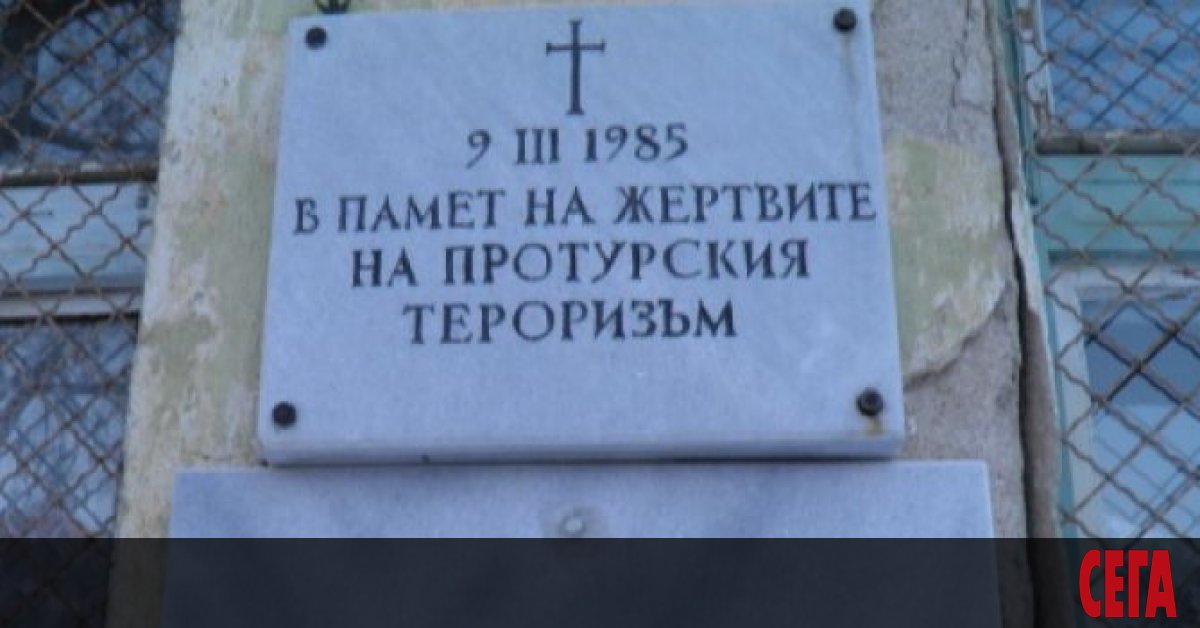 9 III 1985
В ПАМЕТ НА ЖЕРТВИТЕ
НА ПРОТУРСКИЯ
ТЕРОРИЗЪМ
СЕГА